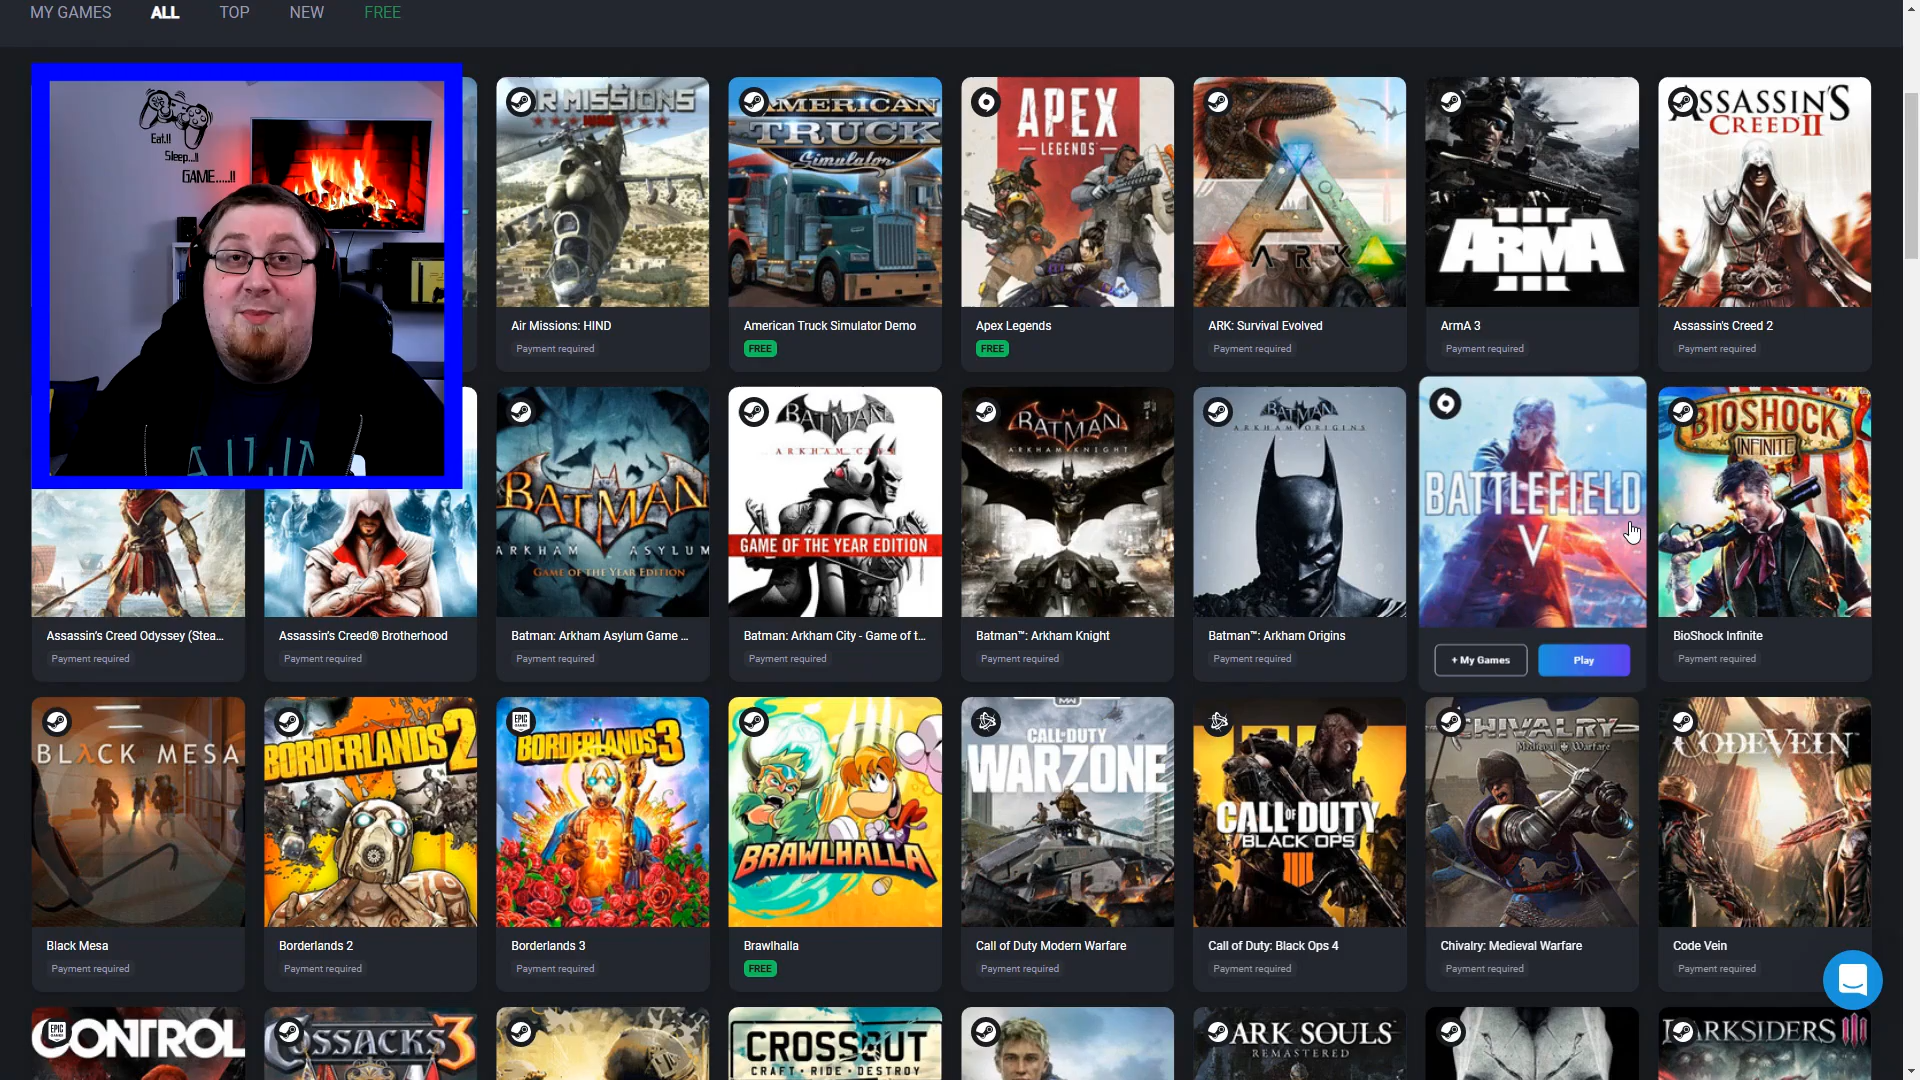 MY GAMES
ALL
TOP
NEW
FREE
Eat.!!
Sleep...!!
GAME.....!!
AIR MISSIONS
HIND
AMERICAN
TRUCK
Simulator
APEX
LEGENDS
ARK
ARMA
III
ASSASSIN'S
CREED II
Air Missions: HIND
Payment required
American Truck Simulator Demo
FREE
Apex Legends
FREE
ARK: Survival Evolved
Payment required
ArmA 3
Payment required
Assassin's Creed 2
Payment required
BATMAN
ARKHAM ASYLUM
GAME OF THE YEAR EDITION
BATMAN
ARKHAM CITY
GAME OF THE YEAR EDITION
BATMAN
ARKHAM KNIGHT
BATMAN
ARKHAM ORIGINS
BATTLEFIELD
V
BIOSHOCK
INFINITE
Assassin's Creed Odyssey (Stea...
Payment required
Assassin's Creed® Brotherhood
Payment required
Batman: Arkham Asylum Game ...
Payment required
Batman: Arkham City - Game of t...
Payment required
Batman™: Arkham Knight
Payment required
Batman™: Arkham Origins
Payment required
+ My Games
Play
BioShock Infinite
Payment required
BLACK MESA
BORDERLANDS 2
EPIC
GAMES
BORDERLANDS 3
BRAWLHALLA
MW
CALL OF DUTY
WARZONE
CALL OF DUTY
BLACK OPS
IIII
CHIVALRY
Medieval Warfare
CODE VEIN
Black Mesa
Payment required
Borderlands 2
Payment required
Borderlands 3
Payment required
Brawlhalla
FREE
Call of Duty Modern Warfare
Payment required
Call of Duty: Black Ops 4
Payment required
Chivalry: Medieval Warfare
Payment required
Code Vein
Payment required
EPIC
GAMES
CONTROL
COSSACKS 3
CROSSOUT
CRAFT • RIDE • DESTROY
DARK SOULS
REMASTERED
DARKSIDERS III